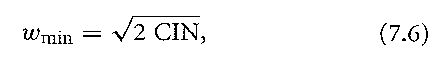 w_min = √2 CIN, (7.6)